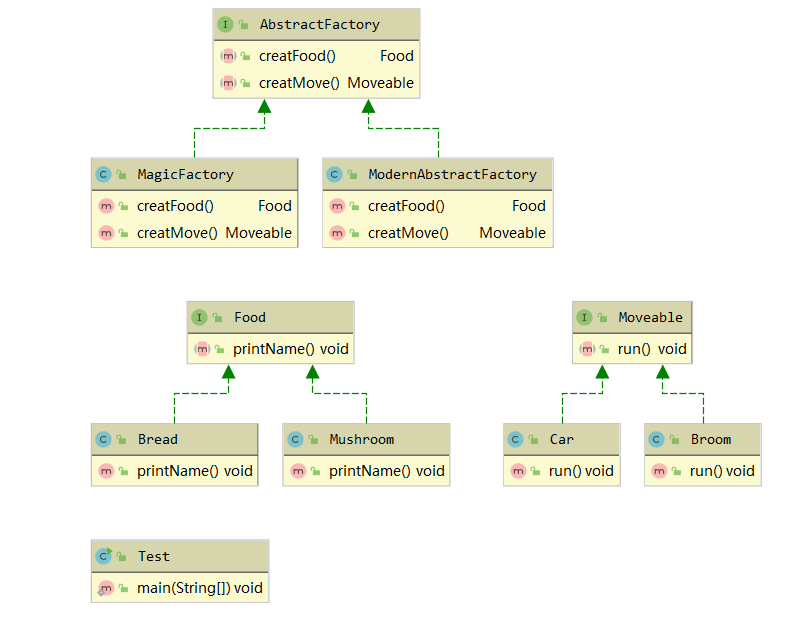 AbstractFactory
creatFood() Food
creatMove() Moveable
MagicFactory
creatFood() Food
creatMove() Moveable
ModernAbstractFactory
creatFood() Food
creatMove() Moveable
Food
printName() void
Moveable
run() void
Bread
printName() void
Mushroom
printName() void
Car
run() void
Broom
run() void
Test
main(String[]) void